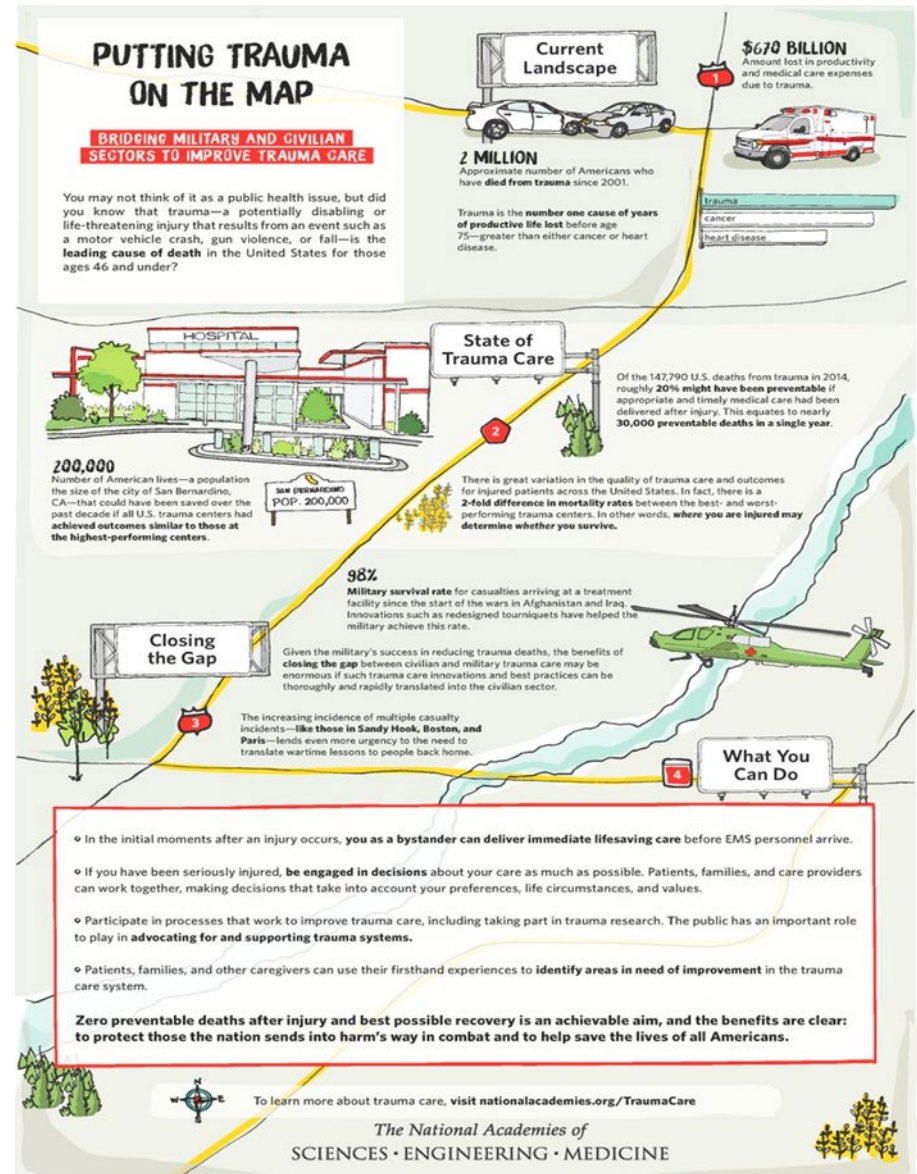 PUTTING TRAUMA
ON THE MAP
BRIDGING MILITARY AND CIVILIAN
SECTORS TO IMPROVE TRAUMA CARE
You may not think of it as a public health issue, but did
you know that trauma—a potentially disabling or
life-threatening injury that results from an event such as
a motor vehicle crash, gun violence, or fall—is the
leading cause of death in the United States for those
ages 46 and under?
Current
Landscape
1
$670 BILLION
Amount lost in productivity
and medical care expenses
due to trauma.
2 MILLION
Approximate number of Americans who
have died from trauma since 2001.
Trauma is the number one cause of years
of productive life lost before age
75—greater than either cancer or heart
disease.
trauma
cancer
heart disease
HOSPITAL
State of
Trauma Care
Of the 147,790 U.S. deaths from trauma in 2014,
roughly 20% might have been preventable if
appropriate and timely medical care had been
delivered after injury. This equates to nearly
30,000 preventable deaths in a single year.
2
200,000
Number of American lives—a population
the size of the city of San Bernardino,
CA—that could have been saved over the
past decade if all U.S. trauma centers had
achieved outcomes similar to those at
the highest-performing centers.
SAN BERNARDINO
POP. 200,000
There is great variation in the quality of trauma care and outcomes
for injured patients across the United States. In fact, there is a
2-fold difference in mortality rates between the best- and worst-
performing trauma centers. In other words, where you are injured may
determine whether you survive.
98%
Military survival rate for casualties arriving at a treatment
facility since the start of the wars in Afghanistan and Iraq.
Innovations such as redesigned tourniquets have helped the
military achieve this rate.
Closing
the Gap
Given the military's success in reducing trauma deaths, the benefits of
closing the gap between civilian and military trauma care may be
enormous if such trauma care innovations and best practices can be
thoroughly and rapidly translated into the civilian sector.
3
The increasing incidence of multiple casualty
incidents—like those in Sandy Hook, Boston, and
Paris—lends even more urgency to the need to
translate wartime lessons to people back home.
4
What You
Can Do
In the initial moments after an injury occurs, you as a bystander can deliver immediate lifesaving care before EMS personnel arrive.
If you have been seriously injured, be engaged in decisions about your care as much as possible. Patients, families, and care providers
can work together, making decisions that take into account your preferences, life circumstances, and values.
Participate in processes that work to improve trauma care, including taking part in trauma research. The public has an important role
to play in advocating for and supporting trauma systems.
Patients, families, and other caregivers can use their firsthand experiences to identify areas in need of improvement in the trauma
care system.
Zero preventable deaths after injury and best possible recovery is an achievable aim, and the benefits are clear:
to protect those the nation sends into harm's way in combat and to help save the lives of all Americans.
N
W E
S
To learn more about trauma care, visit nationalacademies.org/TraumaCare
The National Academies of
SCIENCES • ENGINEERING • MEDICINE